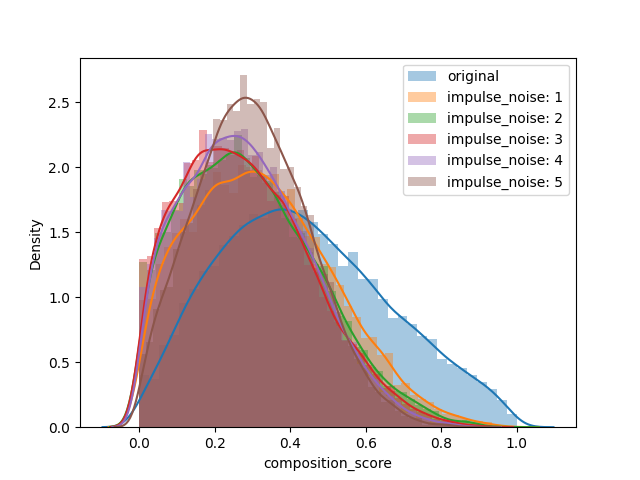 original
impulse_noise: 1
impulse_noise: 2
impulse_noise: 3
impulse_noise: 4
impulse_noise: 5
2.5
2.0
1.5
1.0
0.5
0.0
Density
0.0 0.2 0.4 0.6 0.8 1.0
composition_score